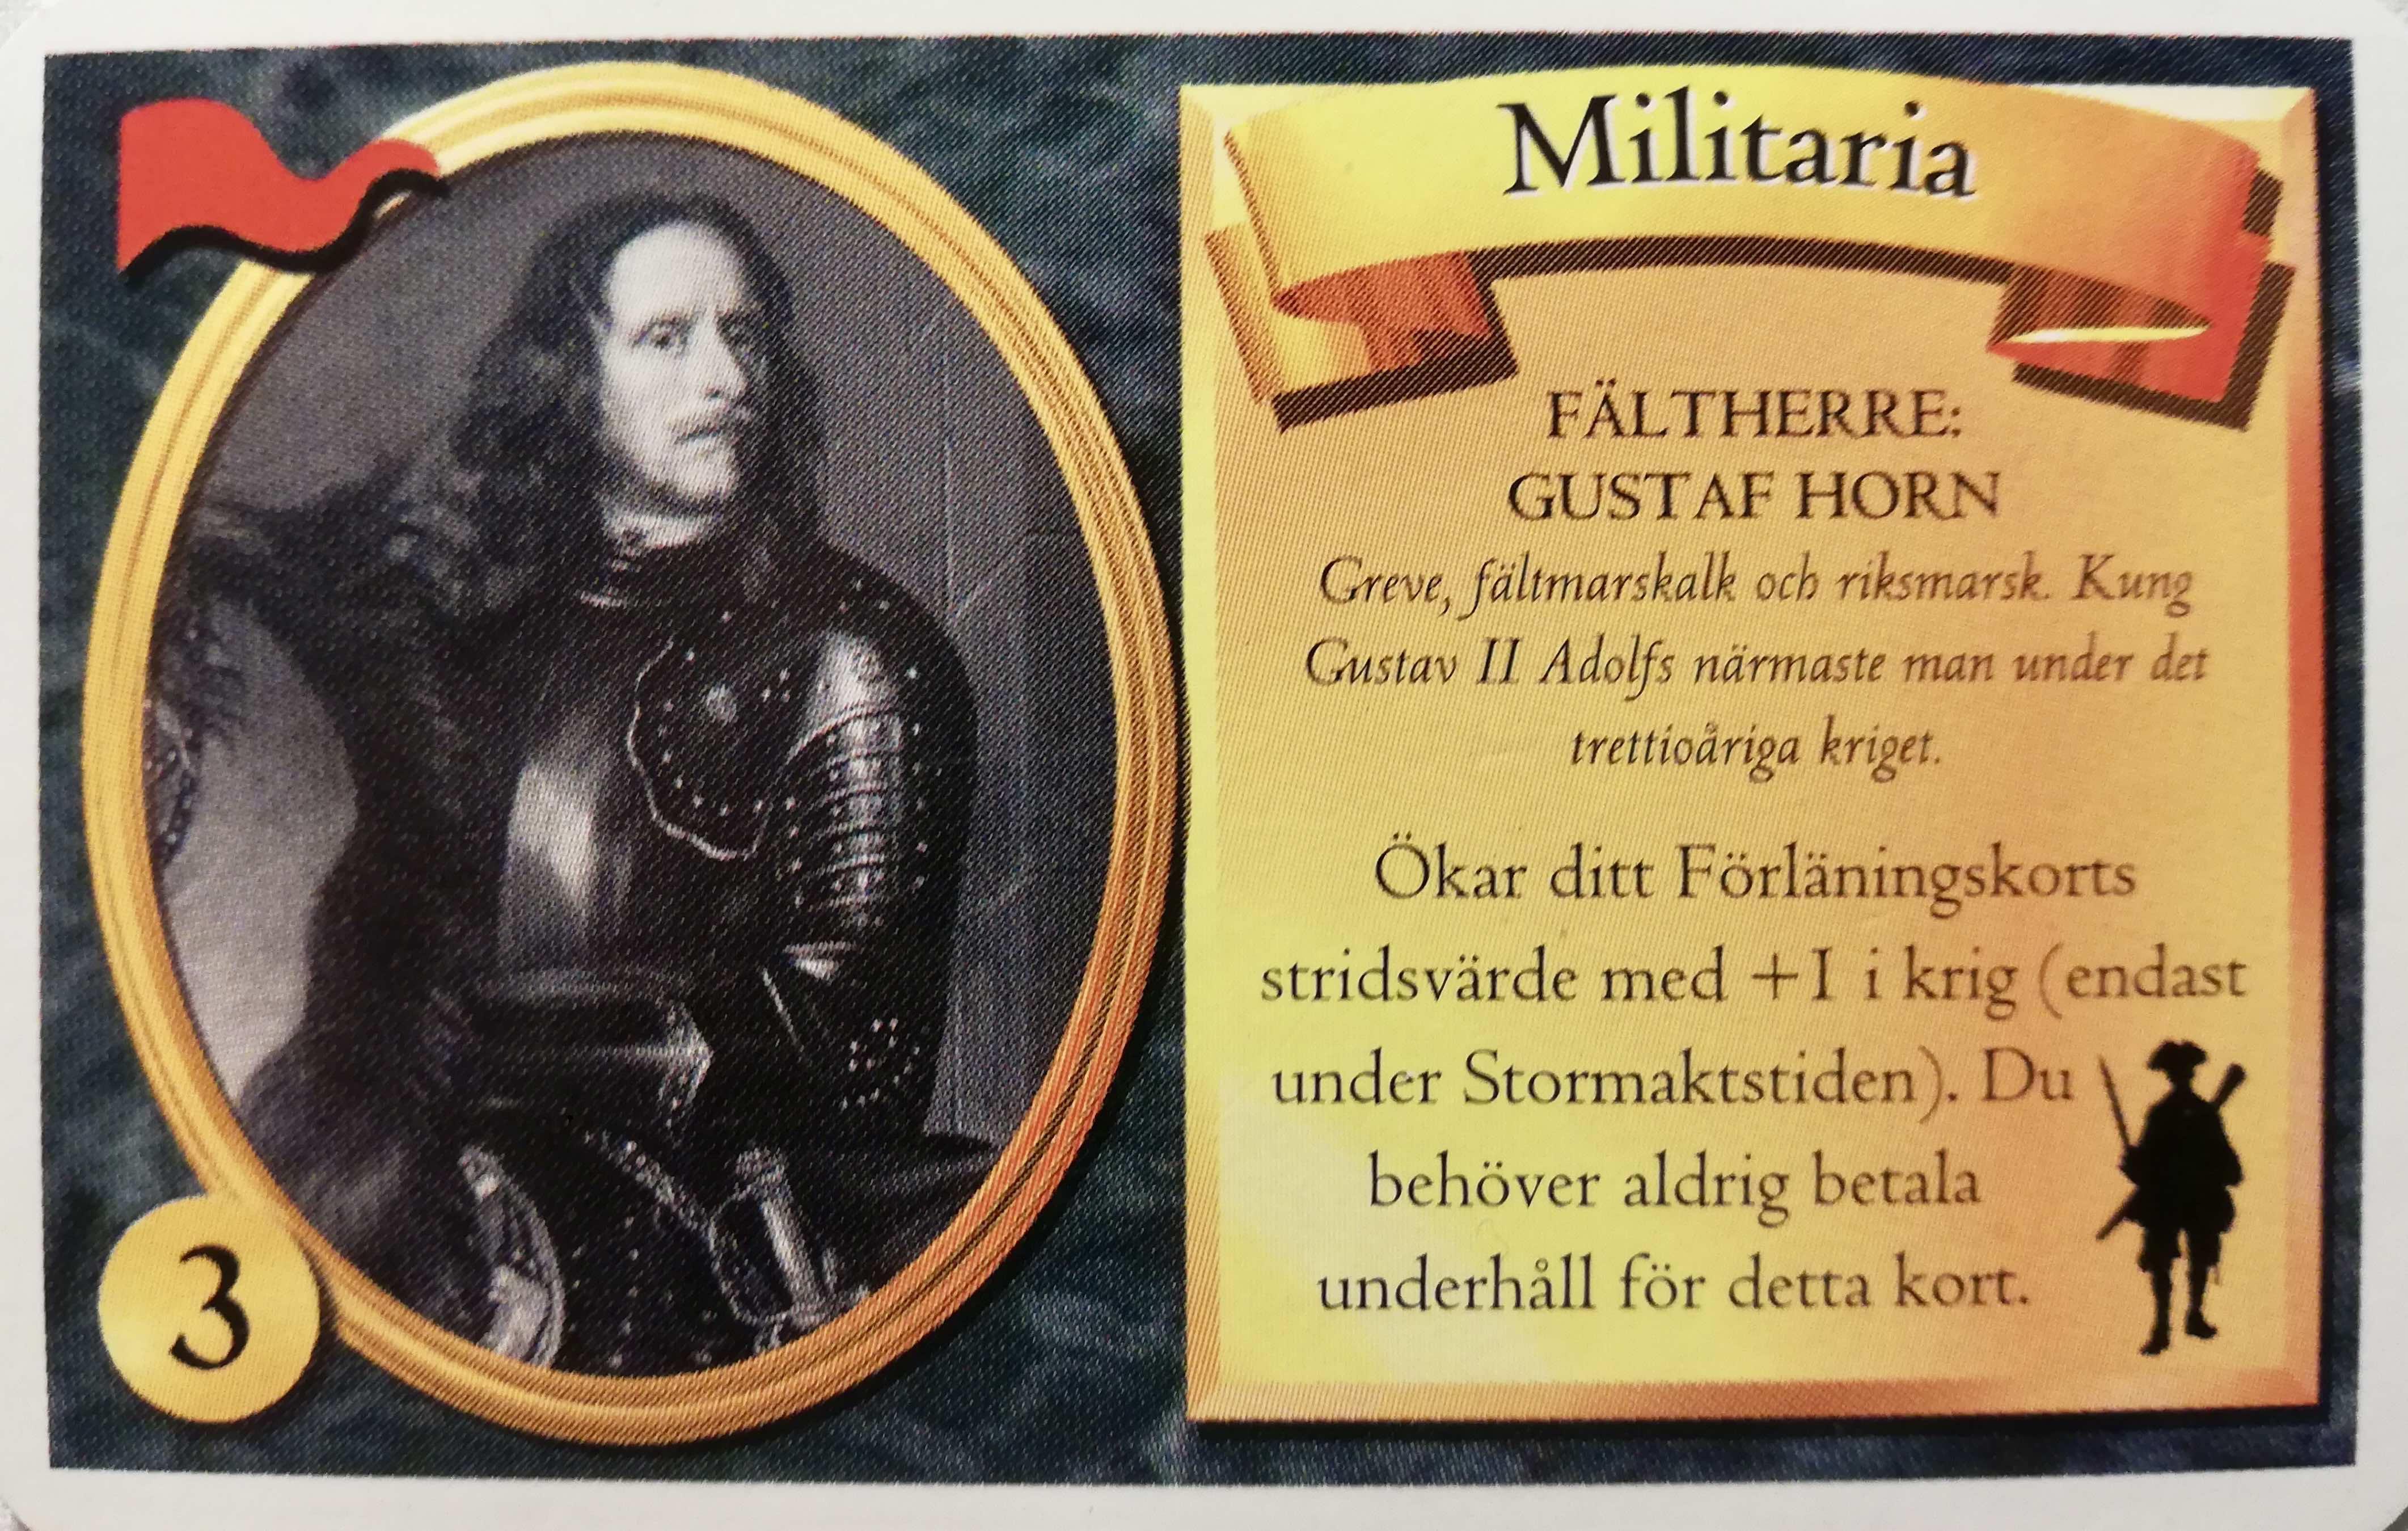 Militaria
FÄLTHERRE:
GUSTAF HORN
Greve, fältmarskalk och riksmarsk. Kung
Gustav II Adolfs närmaste man under det
trettioåriga kriget.
Ökar ditt Förläningskorts
stridsvärde med +1 i krig (endast
under Stormaktstiden). Du
behöver aldrig betala
underhåll för detta kort.
3